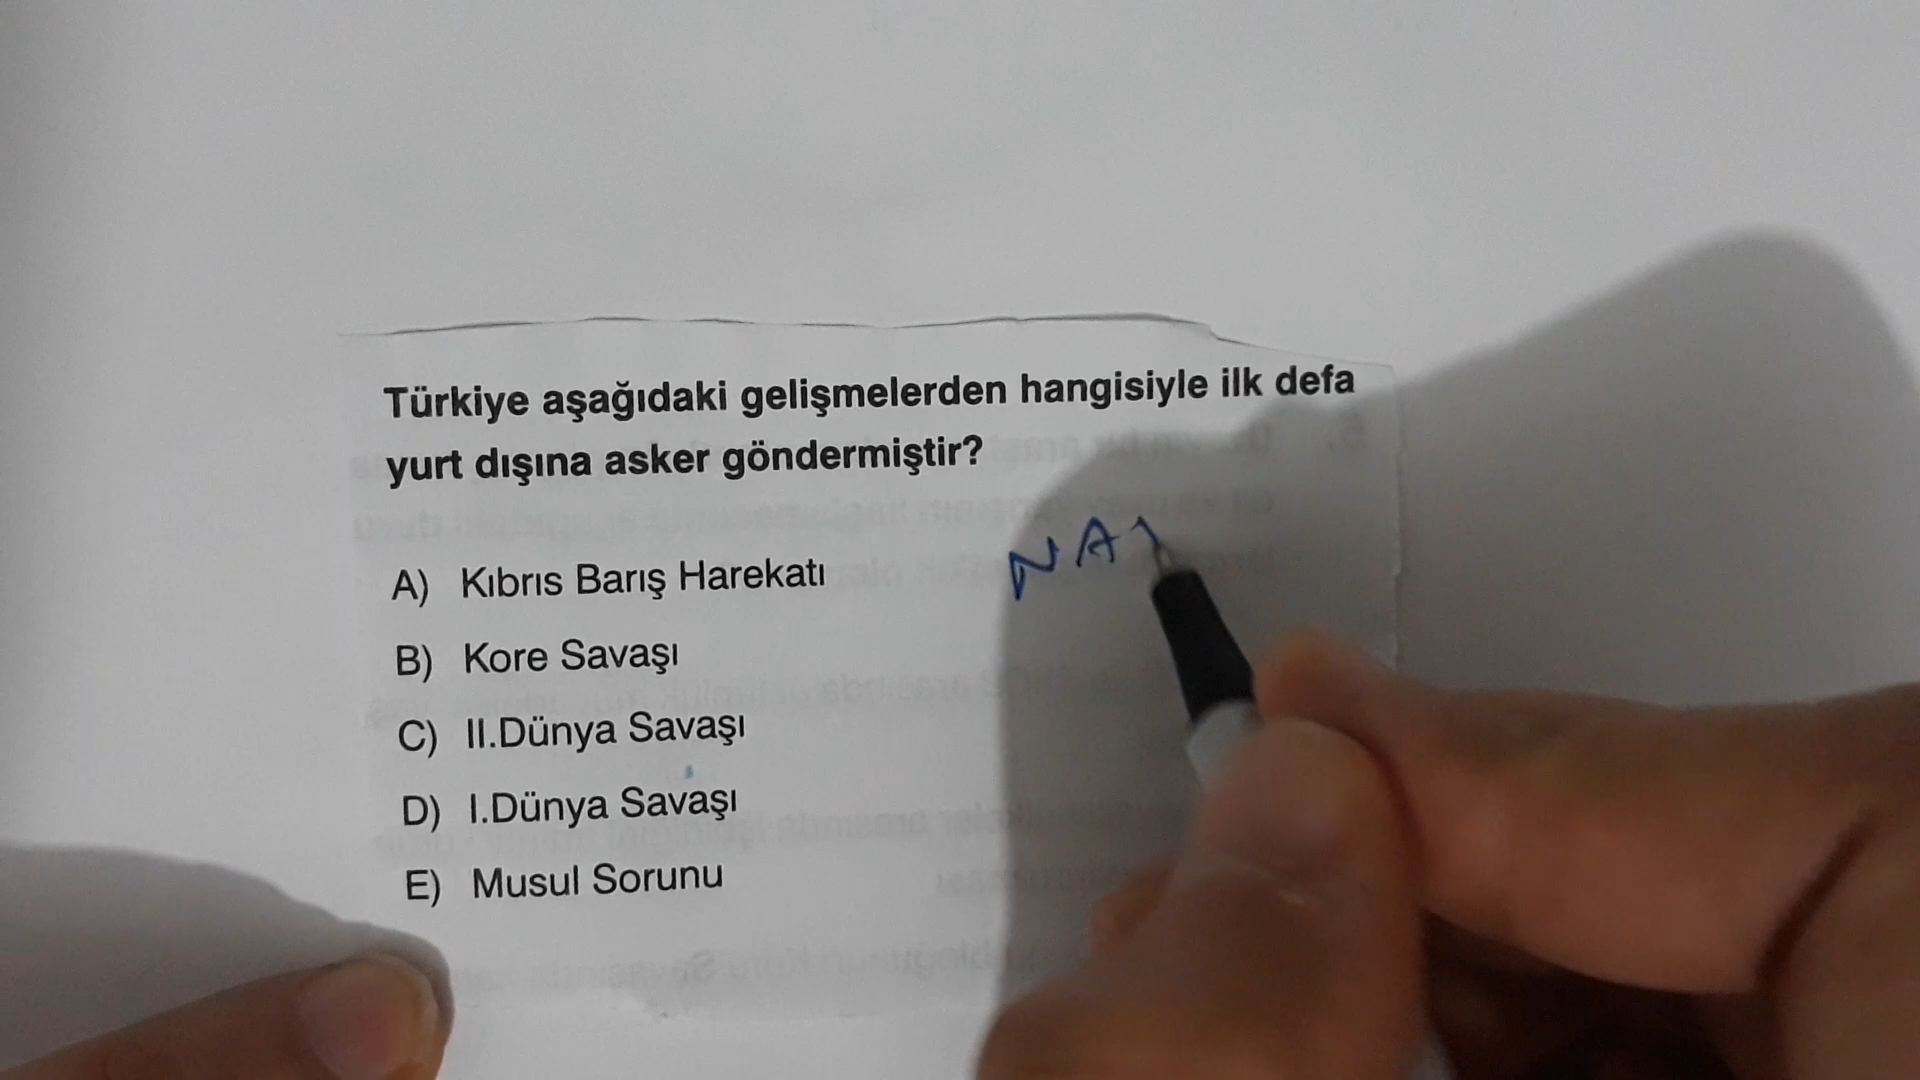 Türkiye aşağıdaki gelişmelerden hangisiyle ilk defa
yurt dışına asker göndermiştir?
NA
A) Kıbrıs Barış Harekatı
B) Kore Savaşı
C) II.Dünya Savaşı
D) I.Dünya Savaşı
E) Musul Sorunu